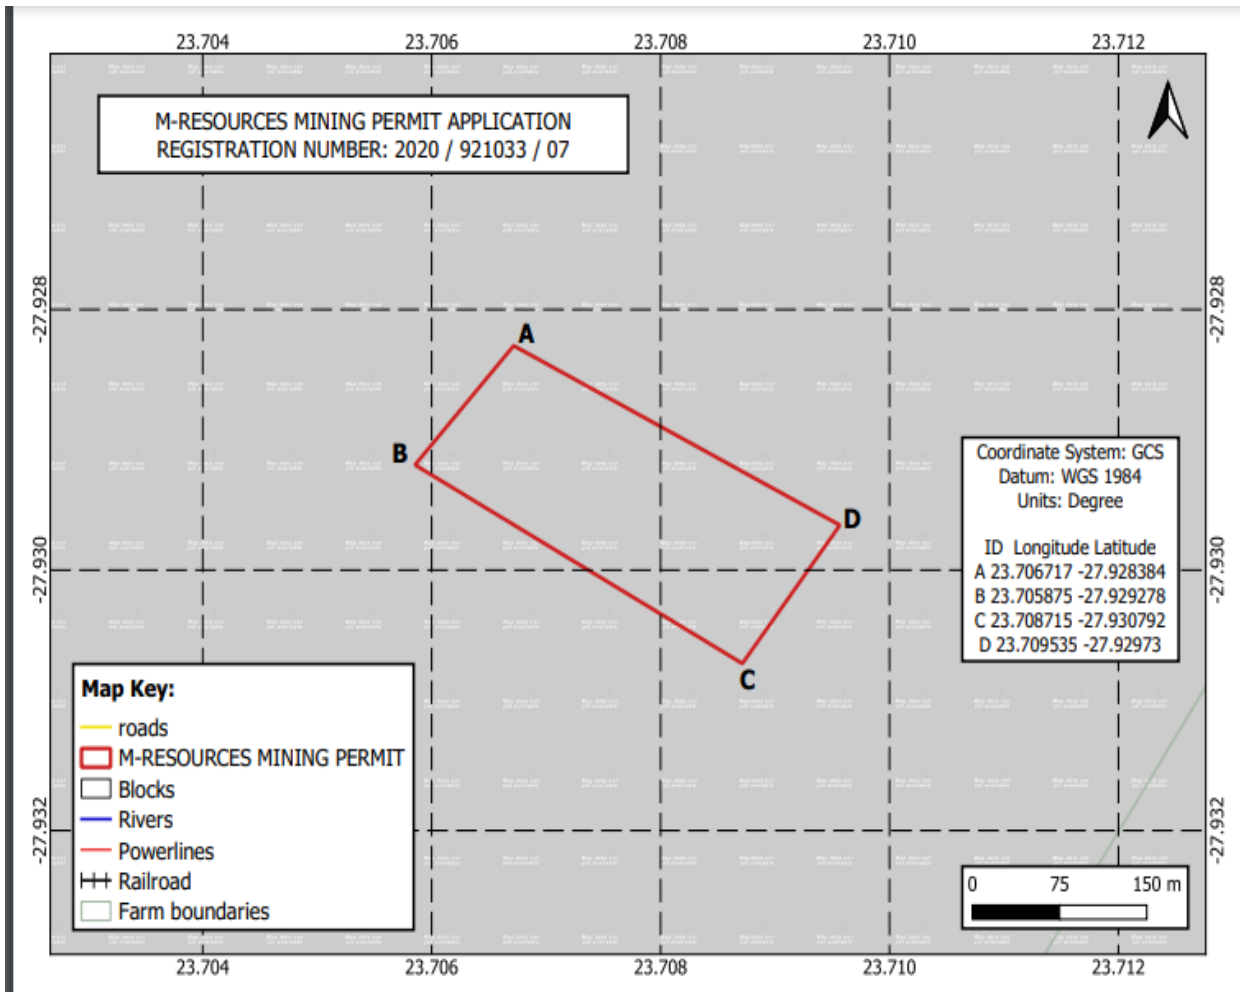 23.704 23.706 23.708 23.710 23.712
M-RESOURCES MINING PERMIT APPLICATION
REGISTRATION NUMBER: 2020 / 921033 / 07
-27.928 -27.928
A
B
D
C
Coordinate System: GCS
Datum: WGS 1984
Units: Degree
ID Longitude Latitude
A 23.706717 -27.928384
B 23.705875 -27.929278
C 23.708715 -27.930792
D 23.709535 -27.92973
-27.930 -27.930
Map Key:
roads
M-RESOURCES MINING PERMIT
Blocks
Rivers
Powerlines
Railroad
Farm boundaries
-27.932 -27.932
0 75 150 m
23.704 23.706 23.708 23.710 23.712